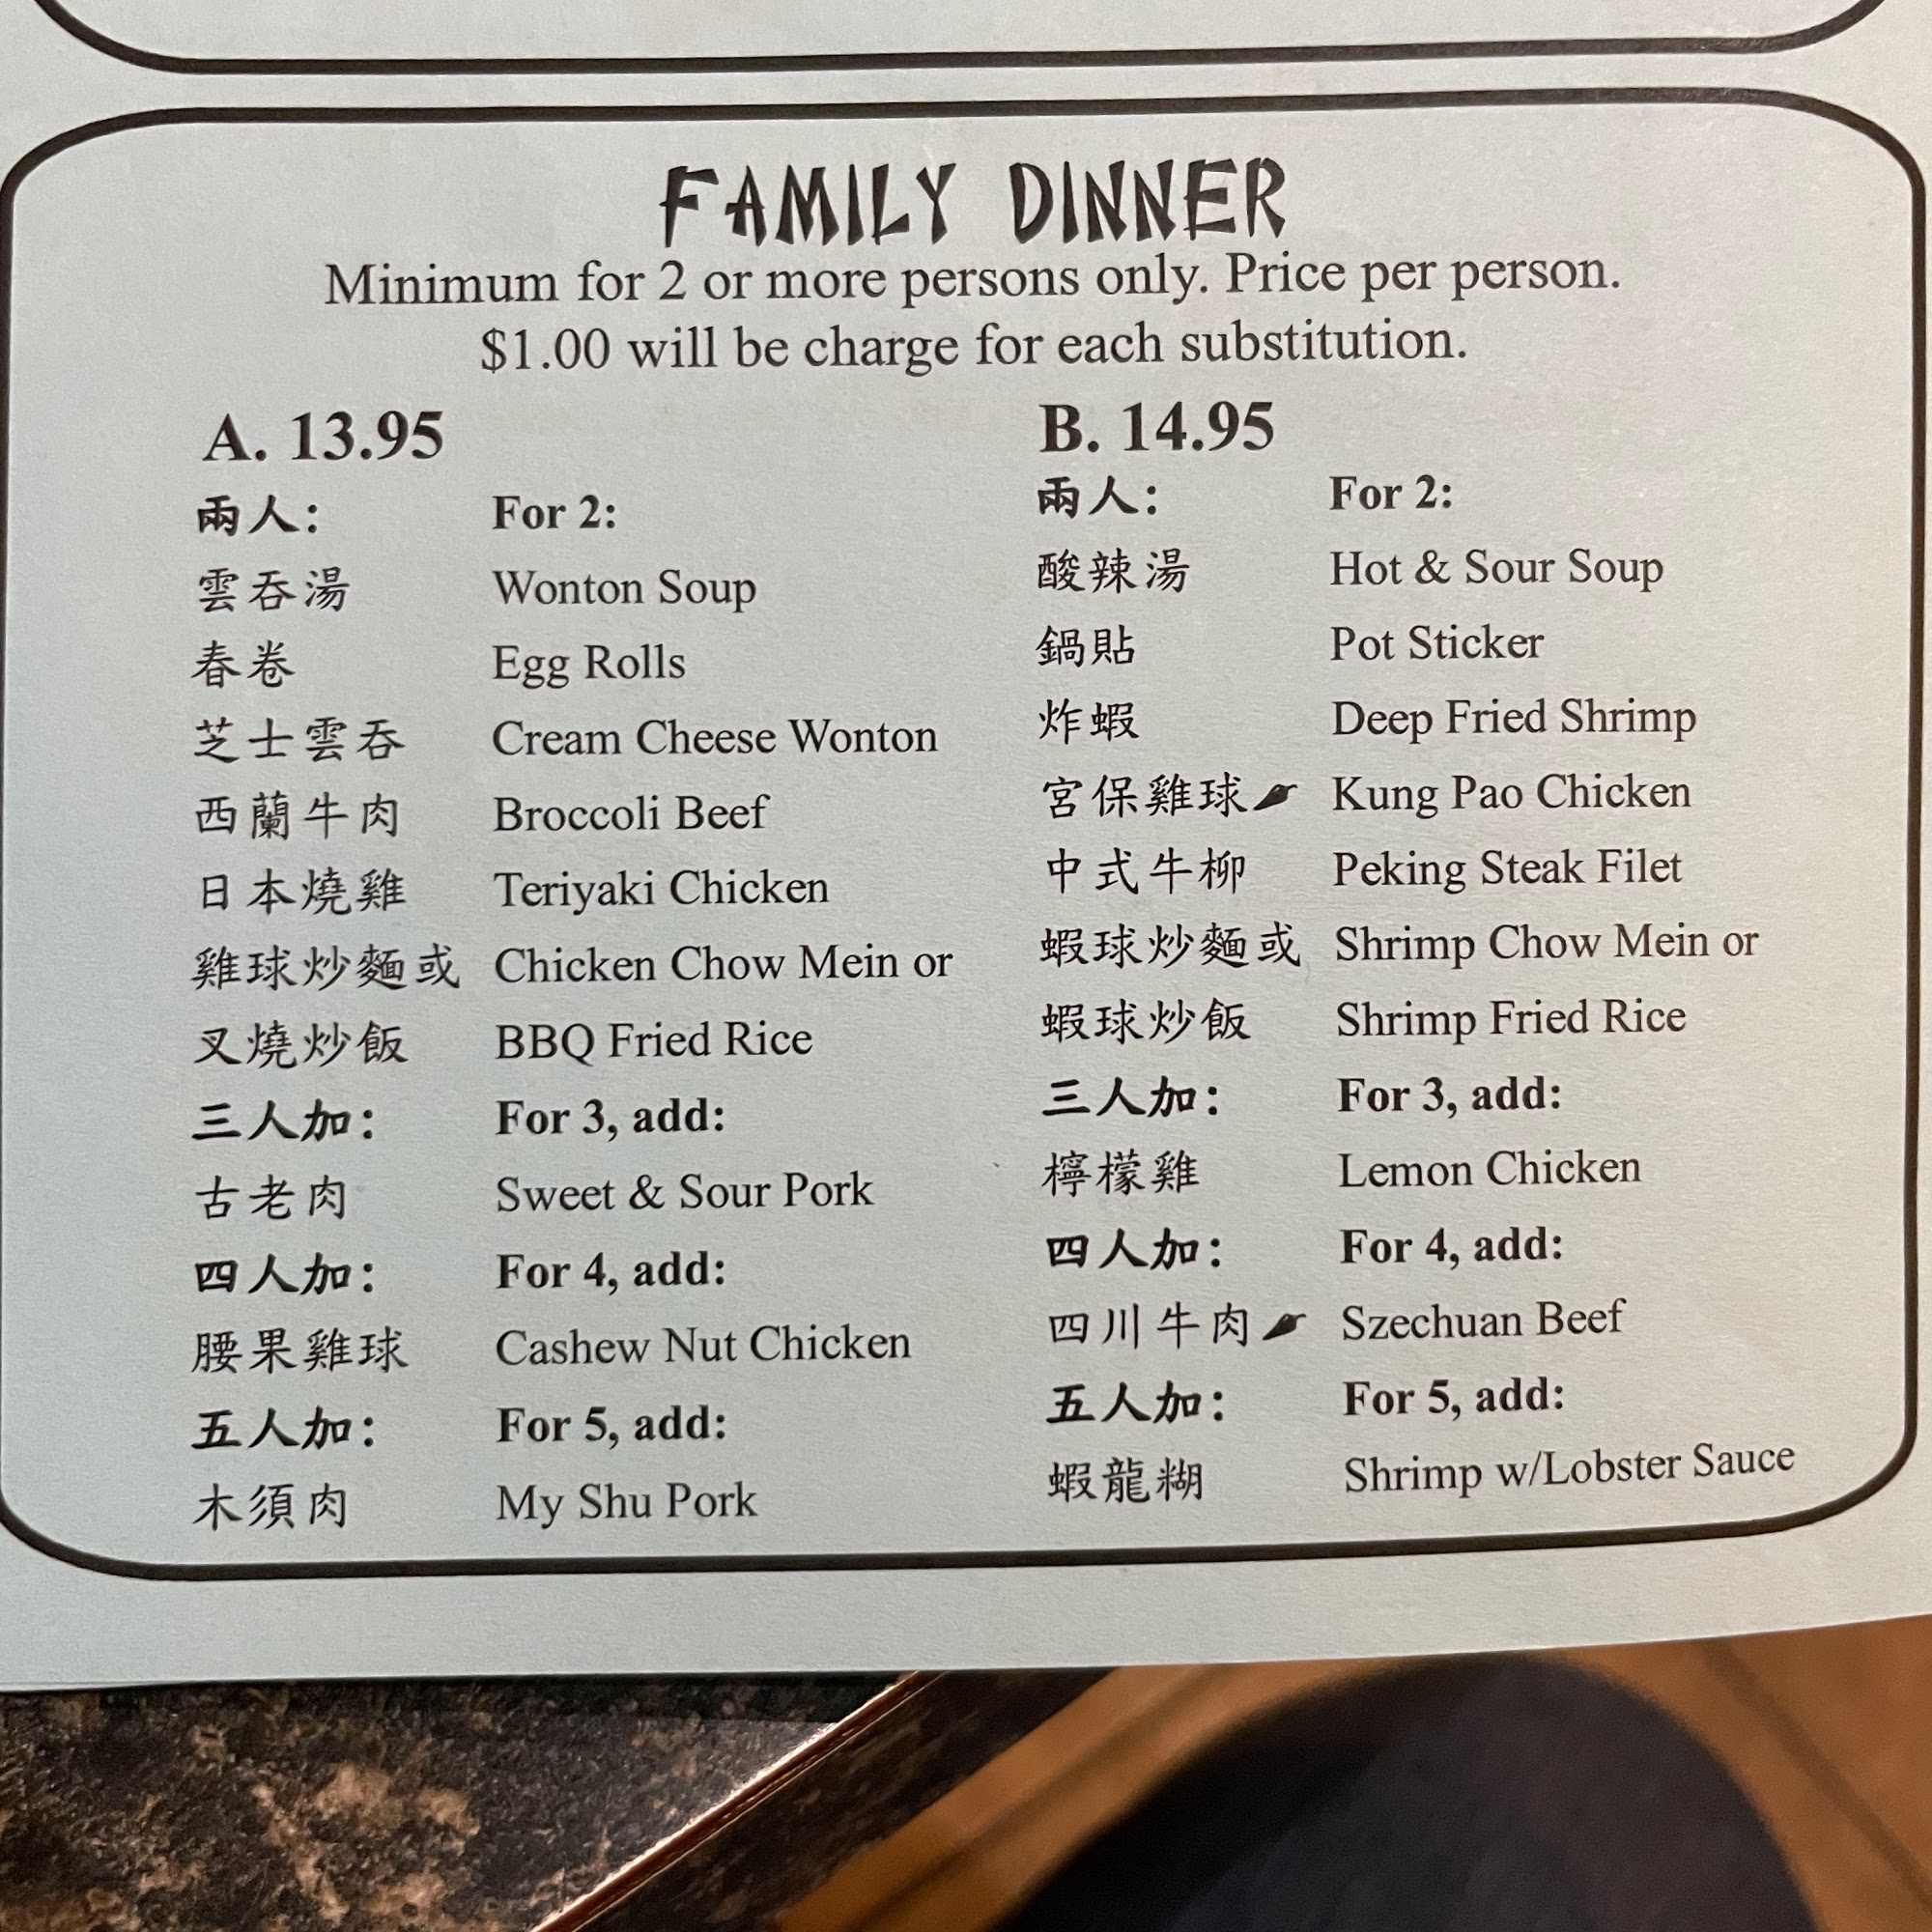 FAMILY DINNER
Minimum for 2 or more persons only. Price per person.
$1.00 will be charge for each substitution.
A. 13.95
兩人: For 2:
雲吞湯 Wonton Soup
春卷 Egg Rolls
芝士雲吞 Cream Cheese Wonton
西蘭牛肉 Broccoli Beef
日本燒雞 Teriyaki Chicken
雞球炒麵或 Chicken Chow Mein or
叉燒炒飯 BBQ Fried Rice
三人加: For 3, add:
古老肉 Sweet & Sour Pork
四人加: For 4, add:
腰果雞球 Cashew Nut Chicken
五人加: For 5, add:
木須肉 My Shu Pork
B. 14.95
兩人: For 2:
酸辣湯 Hot & Sour Soup
鍋貼 Pot Sticker
炸蝦 Deep Fried Shrimp
宮保雞球 Kung Pao Chicken
中式牛柳 Peking Steak Filet
蝦球炒麵或 Shrimp Chow Mein or
蝦球炒飯 Shrimp Fried Rice
三人加: For 3, add:
檸檬雞 Lemon Chicken
四人加: For 4, add:
四川牛肉 Szechuan Beef
五人加: For 5, add:
蝦龍糊 Shrimp w/Lobster Sauce